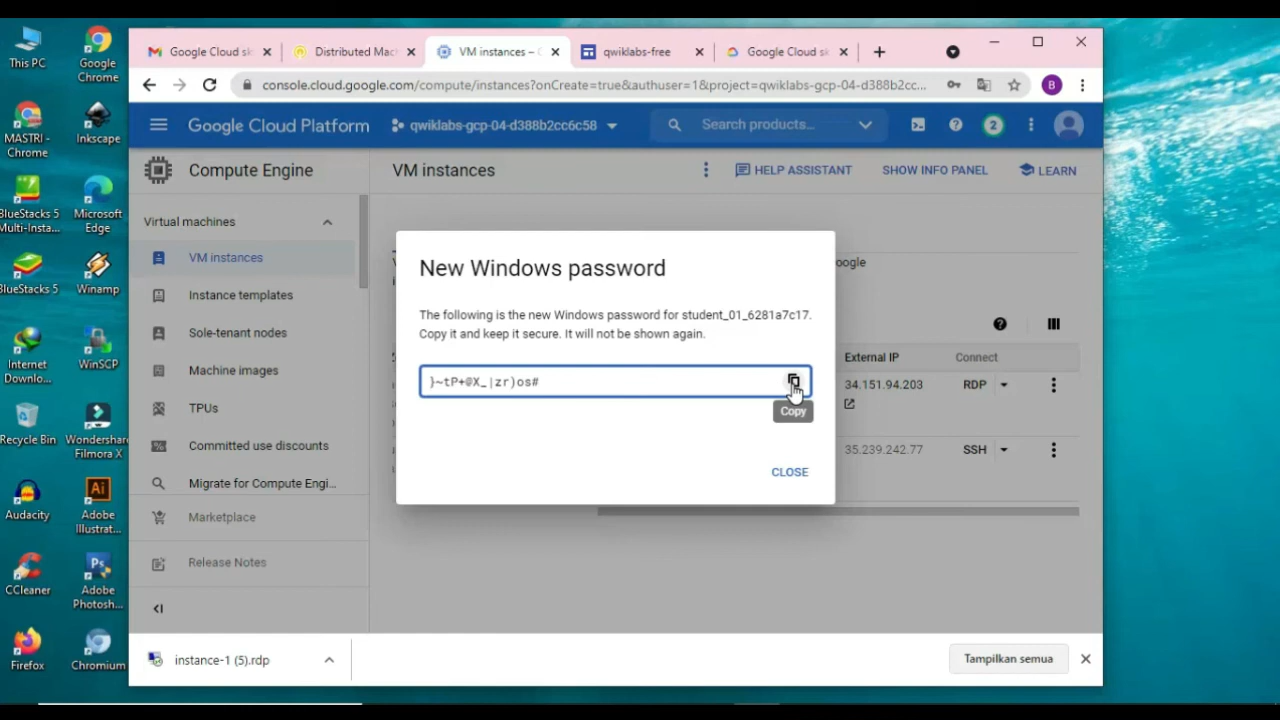 This PC
Google
Chrome
MASTRI -
Chrome
Inkscape
BlueStacks 5
Multi-Insta...
Microsoft
Edge
BlueStacks 5
Winamp
Internet
Downlo...
WinSCP
Recycle Bin
Wondershare
Filmora X
Audacity
Adobe
Illustrat...
CCleaner
Adobe
Photosh...
Firefox
Chromium
Google Cloud sk
Distributed Mac
VM instances – G
qwiklabs-free
Google Cloud sk
console.cloud.google.com/compute/instances?onCreate=true&authuser=1&project=qwiklabs-gcp-04-d388b2cc...
B
Google Cloud Platform
qwiklabs-gcp-04-d388b2cc6c58
Search products...
2
Compute Engine
VM instances
HELP ASSISTANT
SHOW INFO PANEL
LEARN
Virtual machines
VM instances
Instance templates
Sole-tenant nodes
Machine images
TPUs
Committed use discounts
Migrate for Compute Engi...
Marketplace
Release Notes
New Windows password
The following is the new Windows password for student_01_6281a7c17.
Copy it and keep it secure. It will not be shown again.
}~tP+@X_|zr)os#
Copy
CLOSE
oogle
External IP
Connect
34.151.94.203
RDP
35.239.242.77
SSH
instance-1 (5).rdp
Tampilkan semua